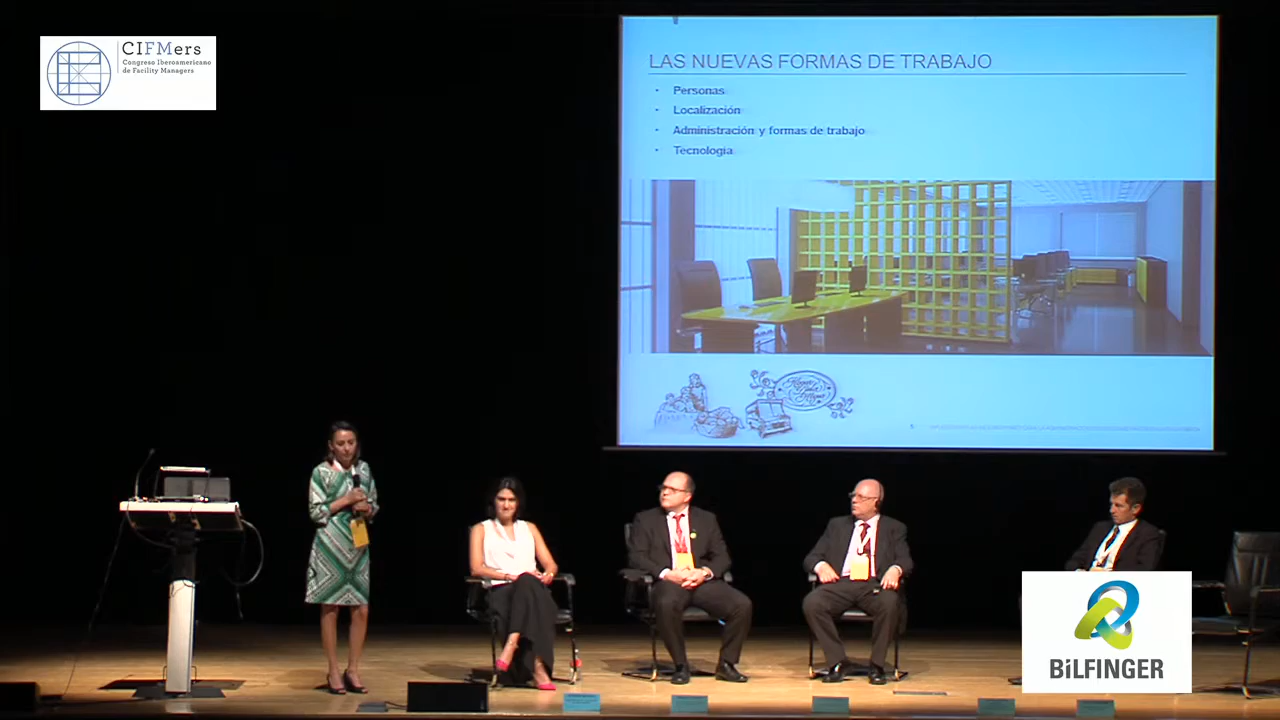 CIFMers
Congreso Iberoamericano
de Facility Managers
LAS NUEVAS FORMAS DE TRABAJO
• Personas
• Localización
• Administración y formas de trabajo
• Tecnología
BiLFINGER